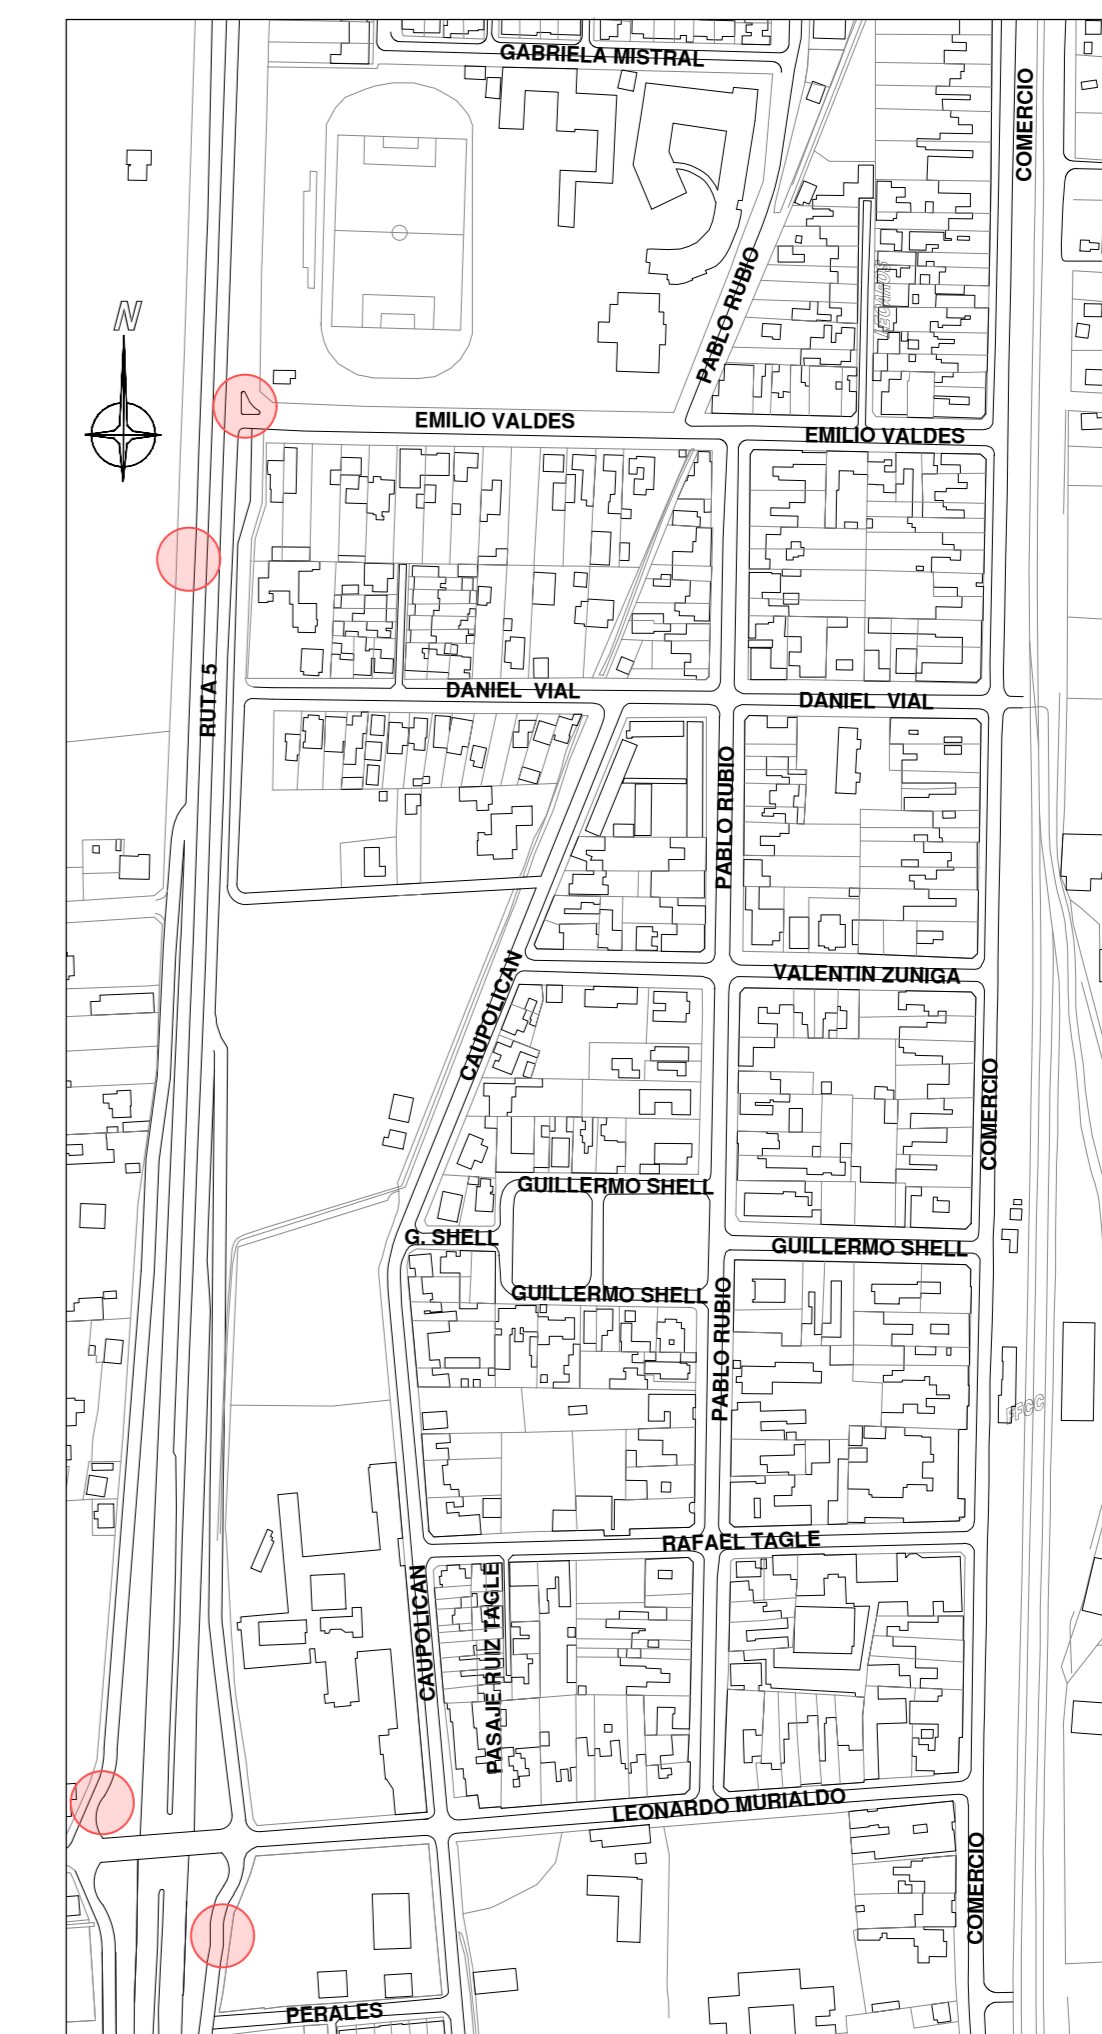 GABRIELA MISTRAL
COMERCIO
PABLO RUBIO
N
EMILIO VALDES
EMILIO VALDES
RUTA 5
DANIEL VIAL
DANIEL VIAL
PABLO RUBIO
CAUPOLICAN
VALENTIN ZUÑIGA
COMERCIO
GUILLERMO SHELL
G. SHELL
GUILLERMO SHELL
GUILLERMO SHELL
PABLO RUBIO
FFCC
RAFAEL TAGLE
CAUPOLICAN
PASAJE RUIZ TAGLE
LEONARDO MURIALDO
COMERCIO
PERALES